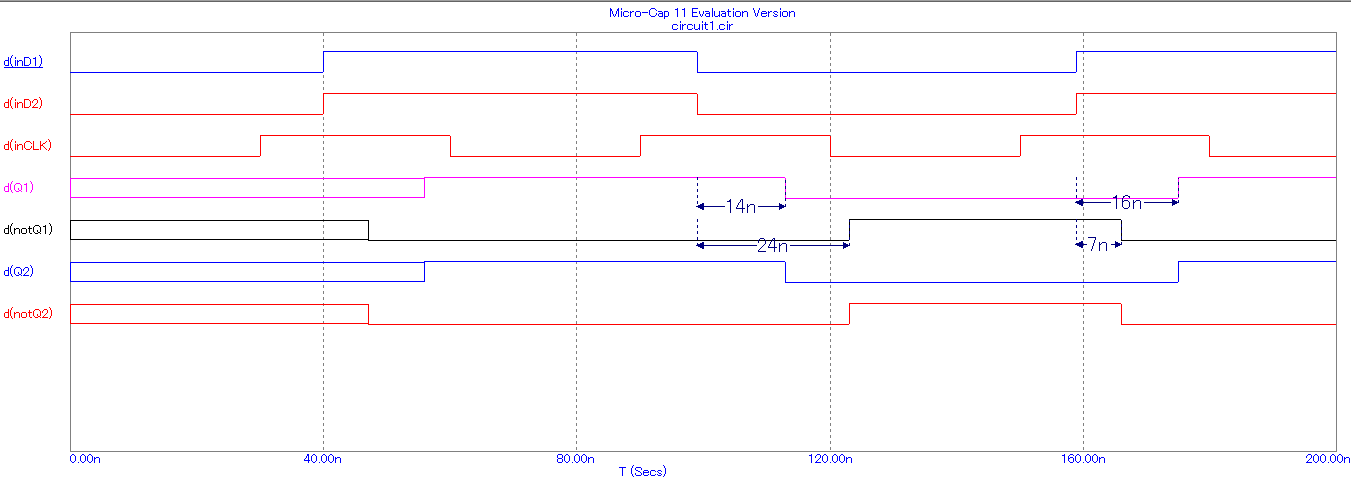 Micro-Cap 11 Evaluation Version
circuit1.cir
d(inD1)
d(inD2)
d(inCLK)
d(Q1)
14n
16n
d(notQ1)
24n
7n
d(Q2)
d(notQ2)
0.00n 40.00n 80.00n 120.00n 160.00n 200.00n
T (Secs)